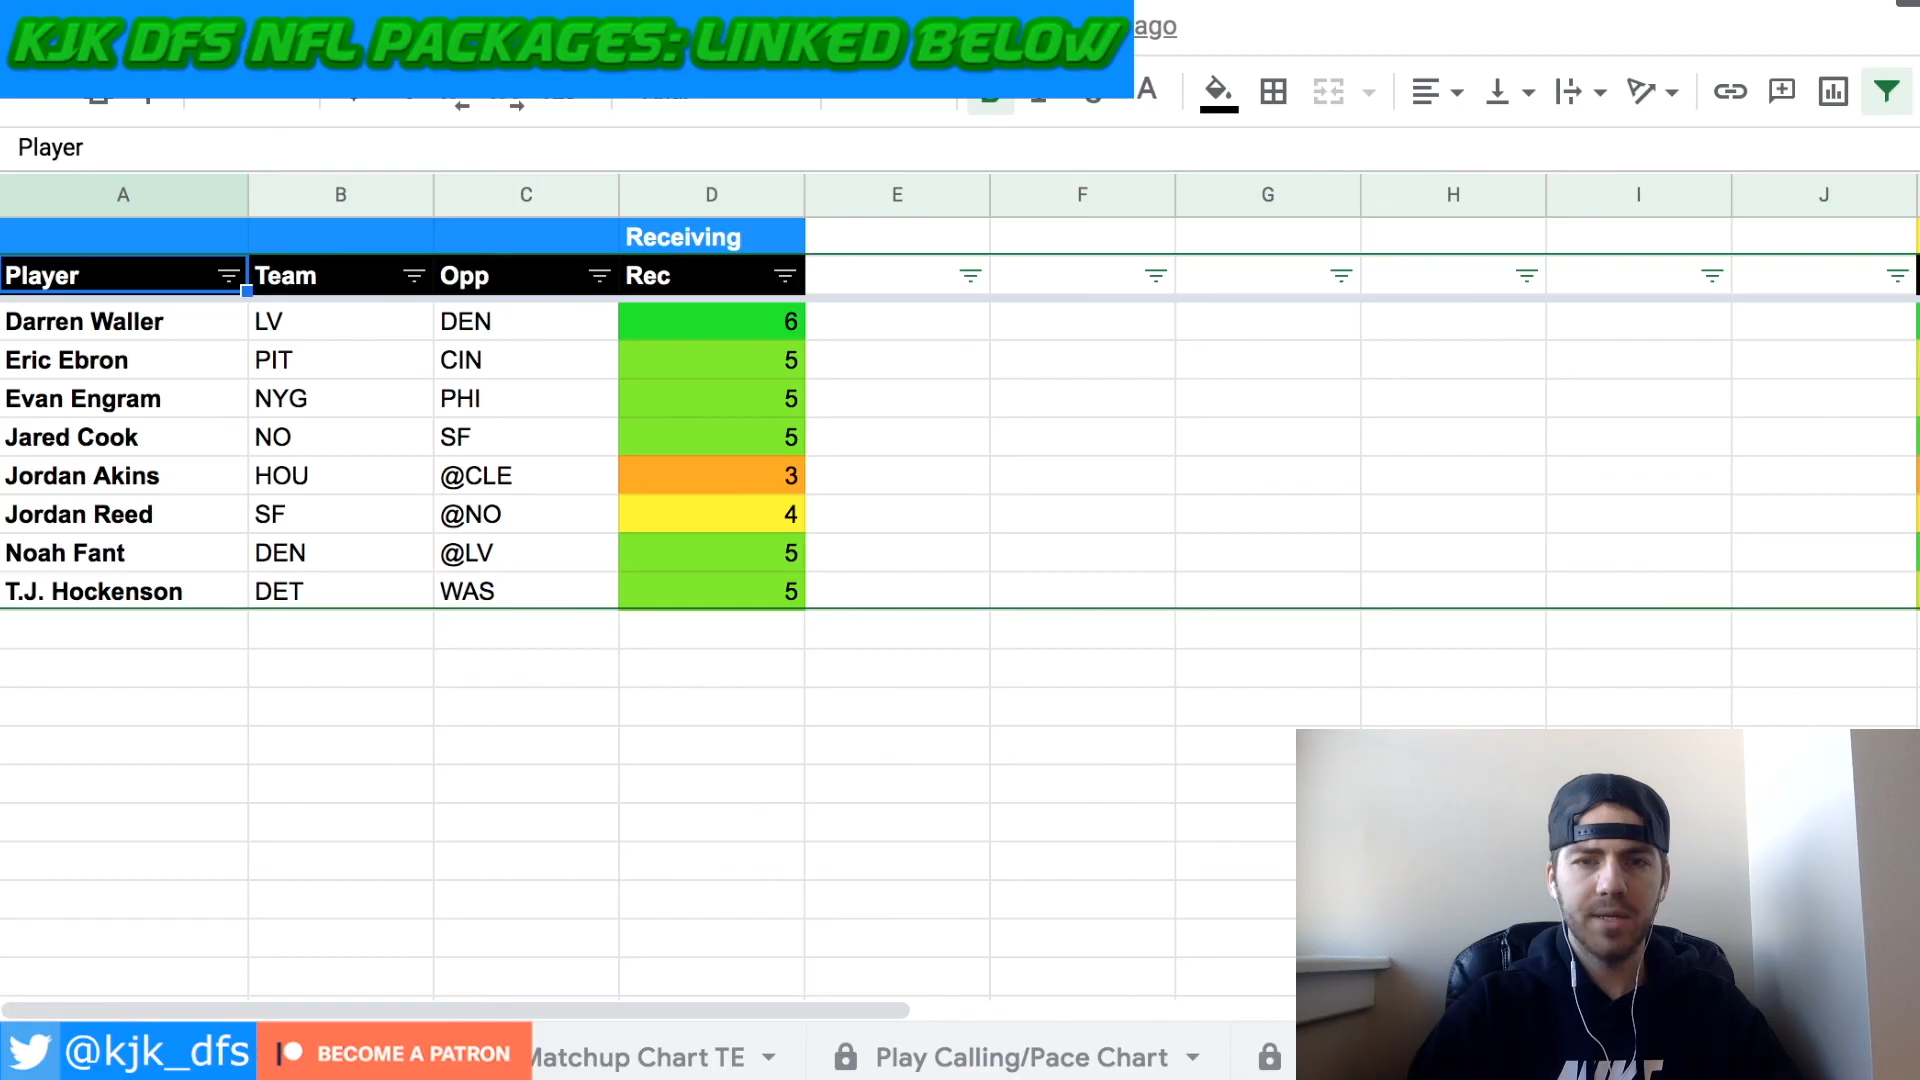 KJK DFS NFL PACKAGES: LINKED BELOW
ago
Player
A B C D E F G H I J
Receiving
Player Team Opp Rec
Darren Waller LV DEN 6
Eric Ebron PIT CIN 5
Evan Engram NYG PHI 5
Jared Cook NO SF 5
Jordan Akins HOU @CLE 3
Jordan Reed SF @NO 4
Noah Fant DEN @LV 5
T.J. Hockenson DET WAS 5
@kjk_dfs BECOME A PATRON Matchup Chart TE Play Calling/Pace Chart